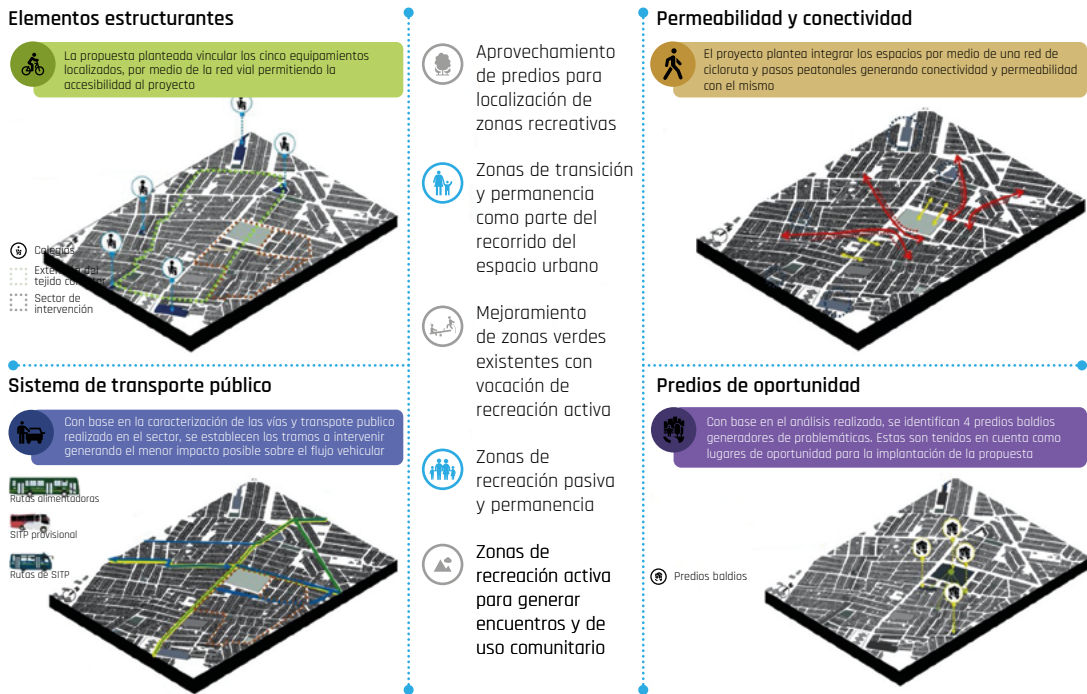 Elementos estructurantes
La propuesta planteada vincular los cinco equipamientos
localizados, por medio de la red vial permitiendo la
accesibilidad al proyecto
Colegios
Extensión del
tejido conector
Sector de
intervención
Aprovechamiento
de predios para
localización de
zonas recreativas
Zonas de transición
y permanencia
como parte del
recorrido del
espacio urbano
Mejoramiento
de zonas verdes
existentes con
vocación de
recreación activa
Zonas de
recreación pasiva
y permanencia
Zonas de
recreación activa
para generar
encuentros y de
uso comunitario
Permeabilidad y conectividad
El proyecto plantea integrar los espacios por medio de una red de
cicloruta y pasos peatonales generando conectividad y permeabilidad
con el mismo
Sistema de transporte público
Con base en la caracterización de las vías y transpote publico
realizado en el sector, se establecen los tramos a intervenir
generando el menor impacto posible sobre el flujo vehicular
Rutas alimentadoras
SITP provisional
Rutas de SITP
Predios de oportunidad
Con base en el análisis realizado, se identifican 4 predios baldios
generadores de problemáticas. Estas son tenidos en cuenta como
lugares de oportunidad para la implantación de la propuesta
Predios baldios